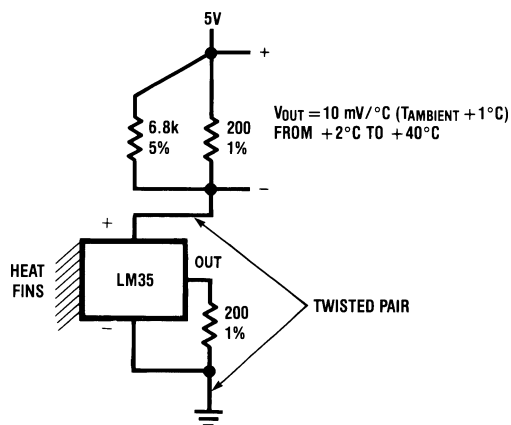 5V
+
6.8k
5%
200
1%
VOUT = 10 mV/°C (TAMBIENT + 1°C)
FROM + 2°C TO + 40°C
−
+
HEAT
FINS
LM35
OUT
−
200
1%
TWISTED PAIR